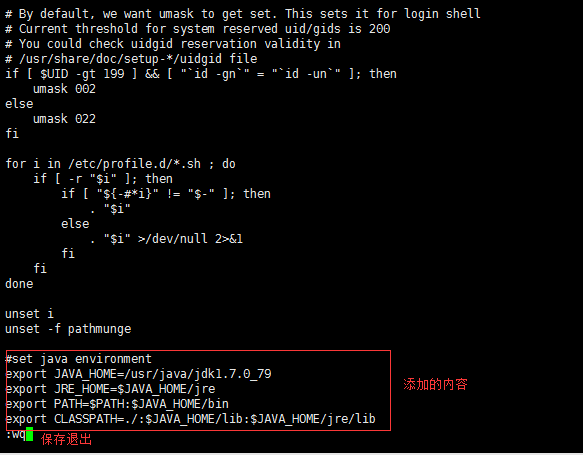 # By default, we want umask to get set. This sets it for login shell
# Current threshold for system reserved uid/gids is 200
# You could check uidgid reservation validity in
# /usr/share/doc/setup-*/uidgid file
if [ $UID -gt 199 ] && [ "`id -gn`" = "`id -un`" ]; then
    umask 002
else
    umask 022
fi

for i in /etc/profile.d/*.sh ; do
    if [ -r "$i" ]; then
        if [ "${-#*i}" != "$-" ]; then
            . "$i"
        else
            . "$i" >/dev/null 2>&1
        fi
    fi
done

unset i
unset -f pathmunge

#set java environment
export JAVA_HOME=/usr/java/jdk1.7.0_79
export JRE_HOME=$JAVA_HOME/jre
export PATH=$PATH:$JAVA_HOME/bin
export CLASSPATH=./:$JAVA_HOME/lib:$JAVA_HOME/jre/lib
添加的内容
:wq 保存退出